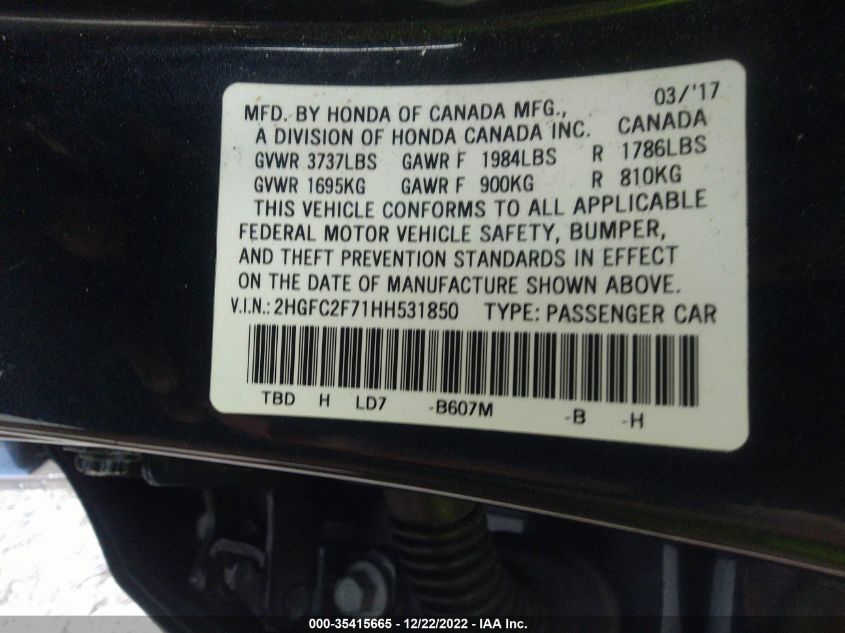 03/'17
MFD. BY HONDA OF CANADA MFG.,
A DIVISION OF HONDA CANADA INC. CANADA
GVWR 3737LBS GAWR F 1984LBS R 1786LBS
GVWR 1695KG GAWR F 900KG R 810KG
THIS VEHICLE CONFORMS TO ALL APPLICABLE
FEDERAL MOTOR VEHICLE SAFETY, BUMPER,
AND THEFT PREVENTION STANDARDS IN EFFECT
ON THE DATE OF MANUFACTURE SHOWN ABOVE.
V.I.N.: 2HGFC2F71HH531850 TYPE: PASSENGER CAR
TBD H LD7 -B607M -B -H
000-35415665 - 12/22/2022 - IAA Inc.